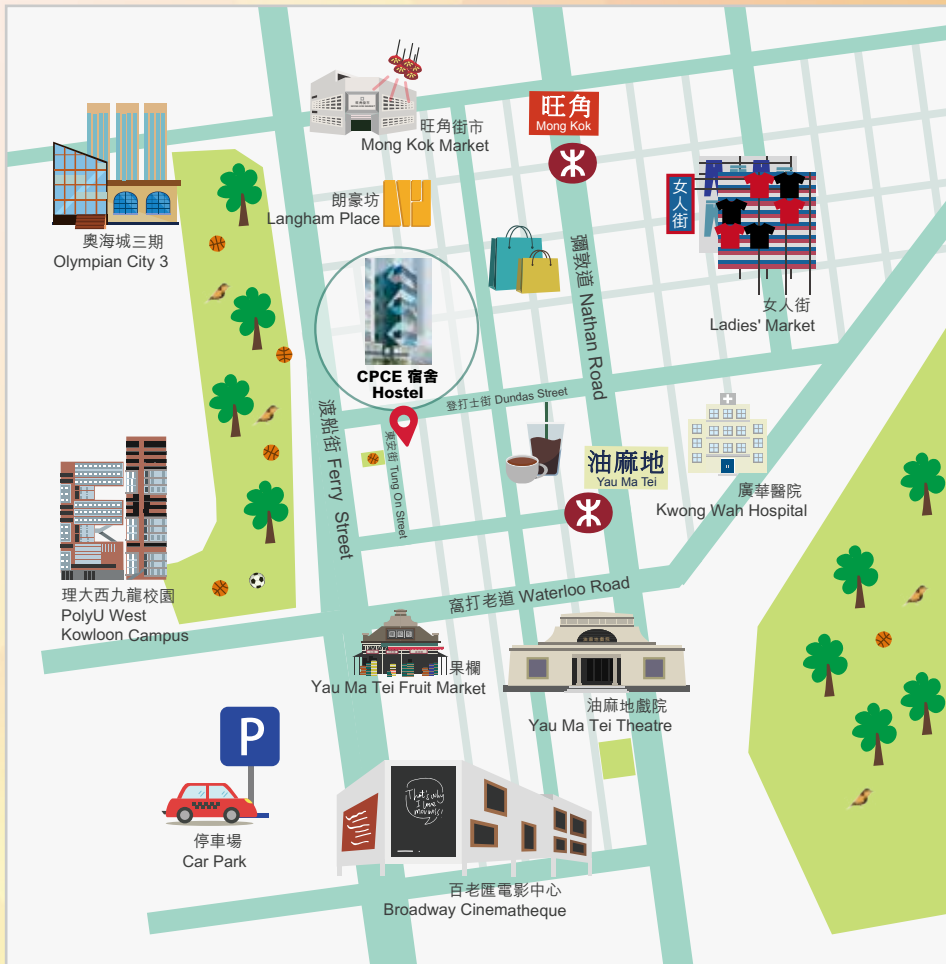 旺角
Mong Kok
旺角街市
Mong Kok Market
朗豪坊
Langham Place
女人街
奧海城三期
Olympian City 3
彌敦道 Nathan Road
女人街
Ladies' Market
CPCE 宿舍
Hostel
登打士街 Dundas Street
渡船街 Ferry Street
東安街 Tung On Street
油麻地
Yau Ma Tei
廣華醫院
Kwong Wah Hospital
理大西九龍校園
PolyU West
Kowloon Campus
窩打老道 Waterloo Road
果欄
Yau Ma Tei Fruit Market
油麻地戲院
Yau Ma Tei Theatre
P
That's why
I love
停車場
Car Park
百老匯電影中心
Broadway Cinematheque